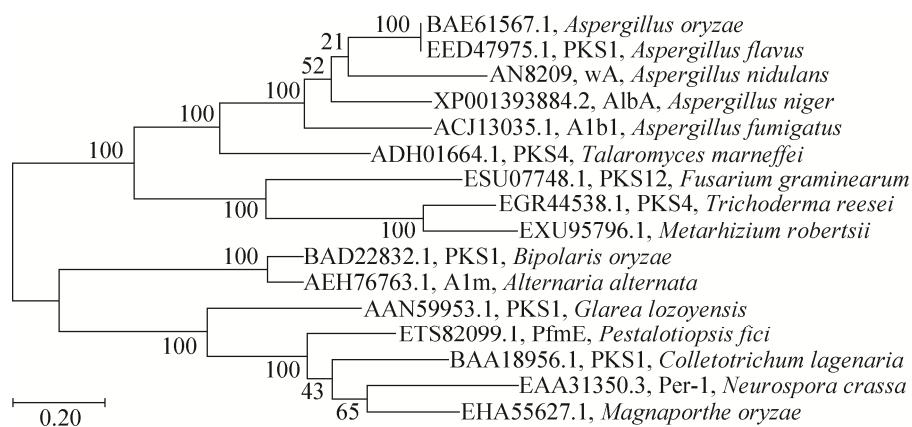 100 BAE61567.1, Aspergillus oryzae
21 EED47975.1, PKS1, Aspergillus flavus
52 AN8209, wA, Aspergillus nidulans
100 XP001393884.2, AlbA, Aspergillus niger
100 ACJ13035.1, A1b1, Aspergillus fumigatus
100 ADH01664.1, PKS4, Talaromyces marneffei
ESU07748.1, PKS12, Fusarium graminearum
100 EGR44538.1, PKS4, Trichoderma reesei
100 EXU95796.1, Metarhizium robertsii
100 BAD22832.1, PKS1, Bipolaris oryzae
AEH76763.1, A1m, Alternaria alternata
AAN59953.1, PKS1, Glarea lozoyensis
100 ETS82099.1, PfmE, Pestalotiopsis fici
100 BAA18956.1, PKS1, Colletotrichum lagenaria
43 EAA31350.3, Per-1, Neurospora crassa
65 EHA55627.1, Magnaporthe oryzae
0.20